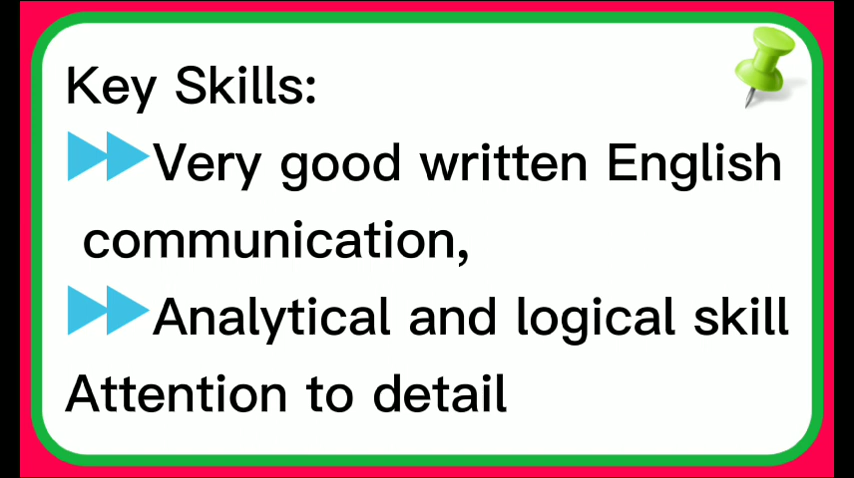 Key Skills:
Very good written English
communication,
Analytical and logical skill
Attention to detail